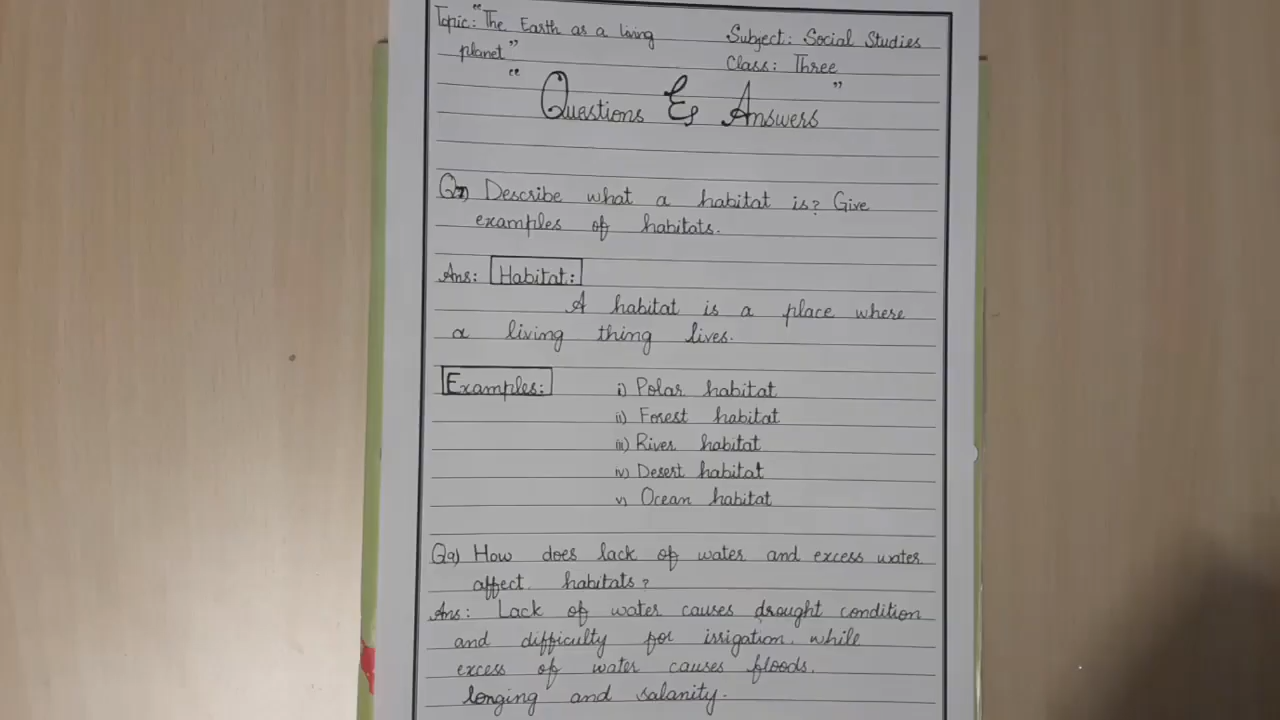 Topic: "The Earth as a living
planet"
Subject: Social Studies
Class: Three
"Questions & Answers"
Q7) Describe what a habitat is? Give
examples of habitats.
Ans: Habitat:
A habitat is a place where
a living thing lives.
Examples: i) Polar habitat
ii) Forest habitat
iii) River habitat
iv) Desert habitat
v) Ocean habitat
Q9) How does lack of water and excess water
affect habitats?
Ans: Lack of water causes drought condition
and difficulty for irrigation. while
excess of water causes floods.
longing and salanity.